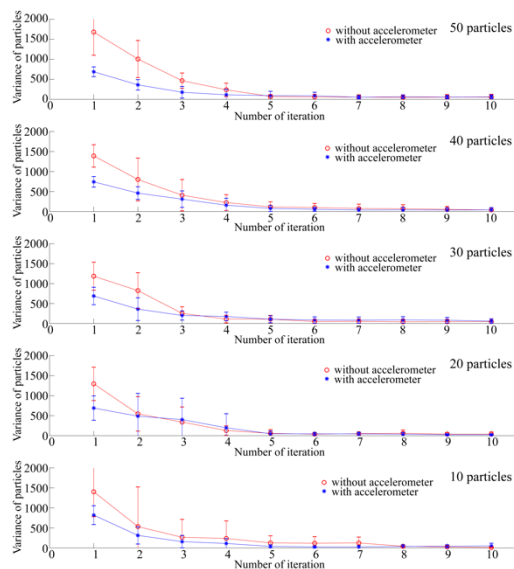 50 particles
without accelerometer
with accelerometer
Variance of particles
2000
1500
1000
500
0
0 1 2 3 4 5 6 7 8 9 10
Number of iteration
40 particles
without accelerometer
with accelerometer
Variance of particles
2000
1500
1000
500
0
0 1 2 3 4 5 6 7 8 9 10
Number of iteration
30 particles
without accelerometer
with accelerometer
Variance of particles
2000
1500
1000
500
0
0 1 2 3 4 5 6 7 8 9 10
Number of iteration
20 particles
without accelerometer
with accelerometer
Variance of particles
2000
1500
1000
500
0
0 1 2 3 4 5 6 7 8 9 10
Number of iteration
10 particles
without accelerometer
with accelerometer
Variance of particles
2000
1500
1000
500
0
0 1 2 3 4 5 6 7 8 9 10
Number of iteration